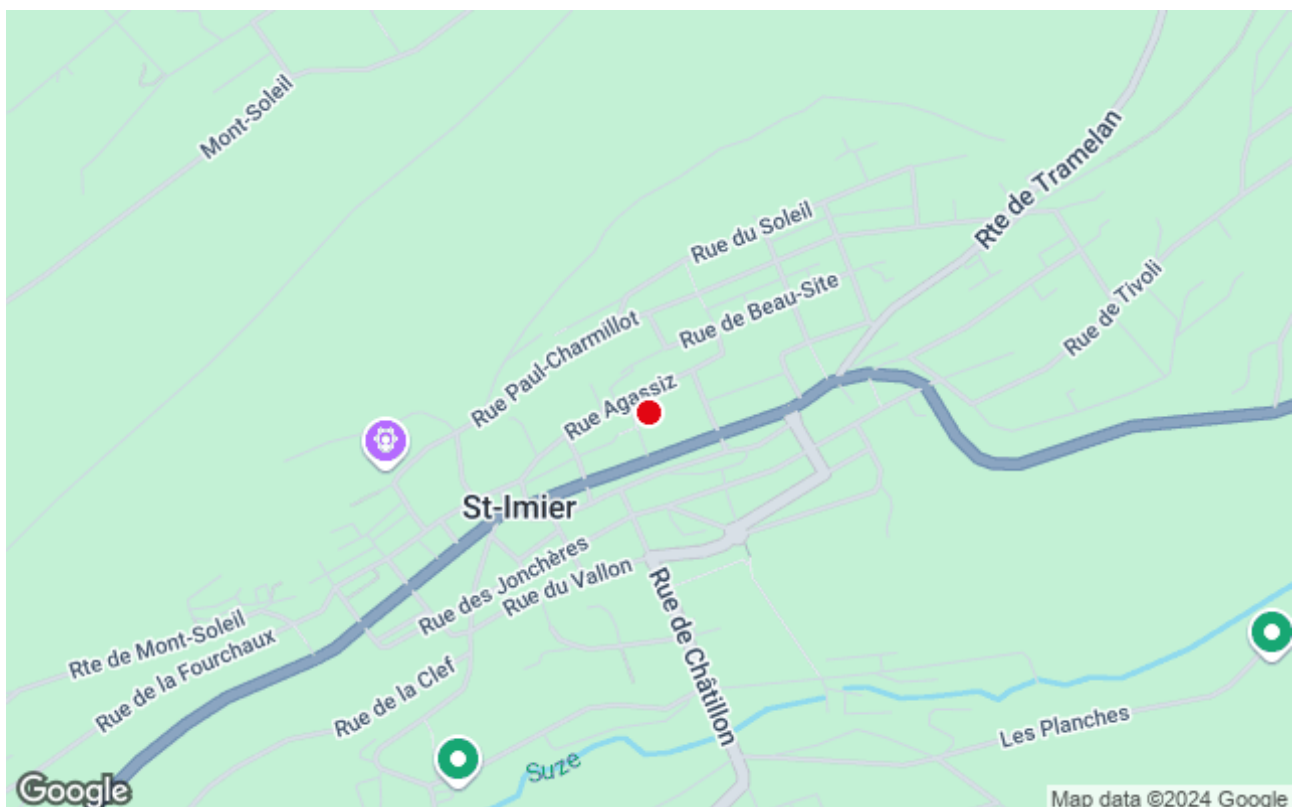 Mont-Soleil
Rte de Tramelan
Rue du Soleil
Rue de Beau-Site
Rue de Tivoli
Rue Paul-Charmillot
Rue Agassiz
St-Imier
Rue des Jonchères
Rue du Vallon
Rue de Châtillon
Rte de Mont-Soleil
Rue de la Fourchaux
Rue de la Clef
Les Planches
Suze
Google
Map data ©2024 Google